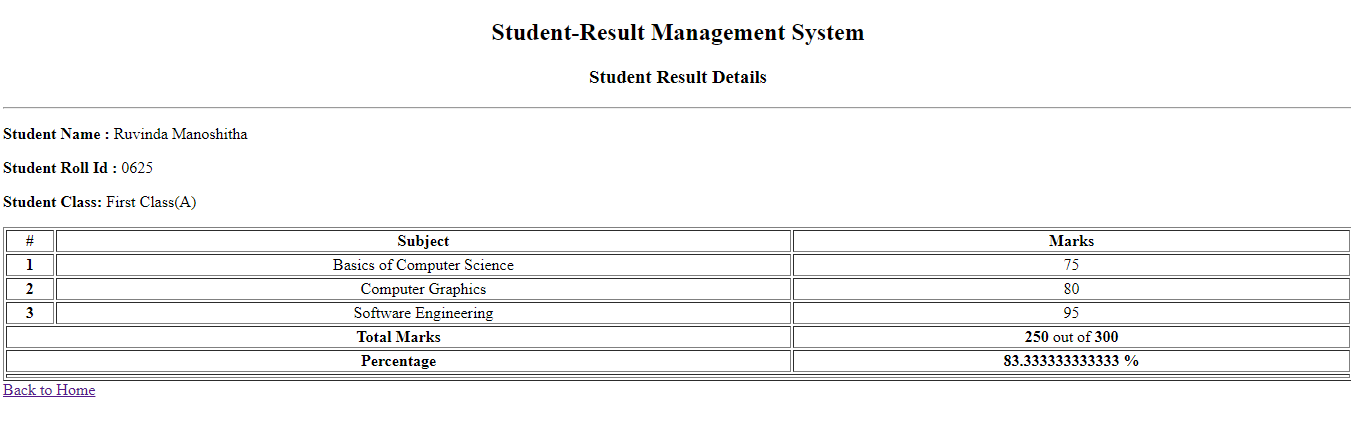 Student-Result Management System
Student Result Details
Student Name : Ruvinda Manoshitha
Student Roll Id : 0625
Student Class: First Class(A)
# Subject Marks
1 Basics of Computer Science 75
2 Computer Graphics 80
3 Software Engineering 95
Total Marks 250 out of 300
Percentage 83.333333333333 %
Back to Home